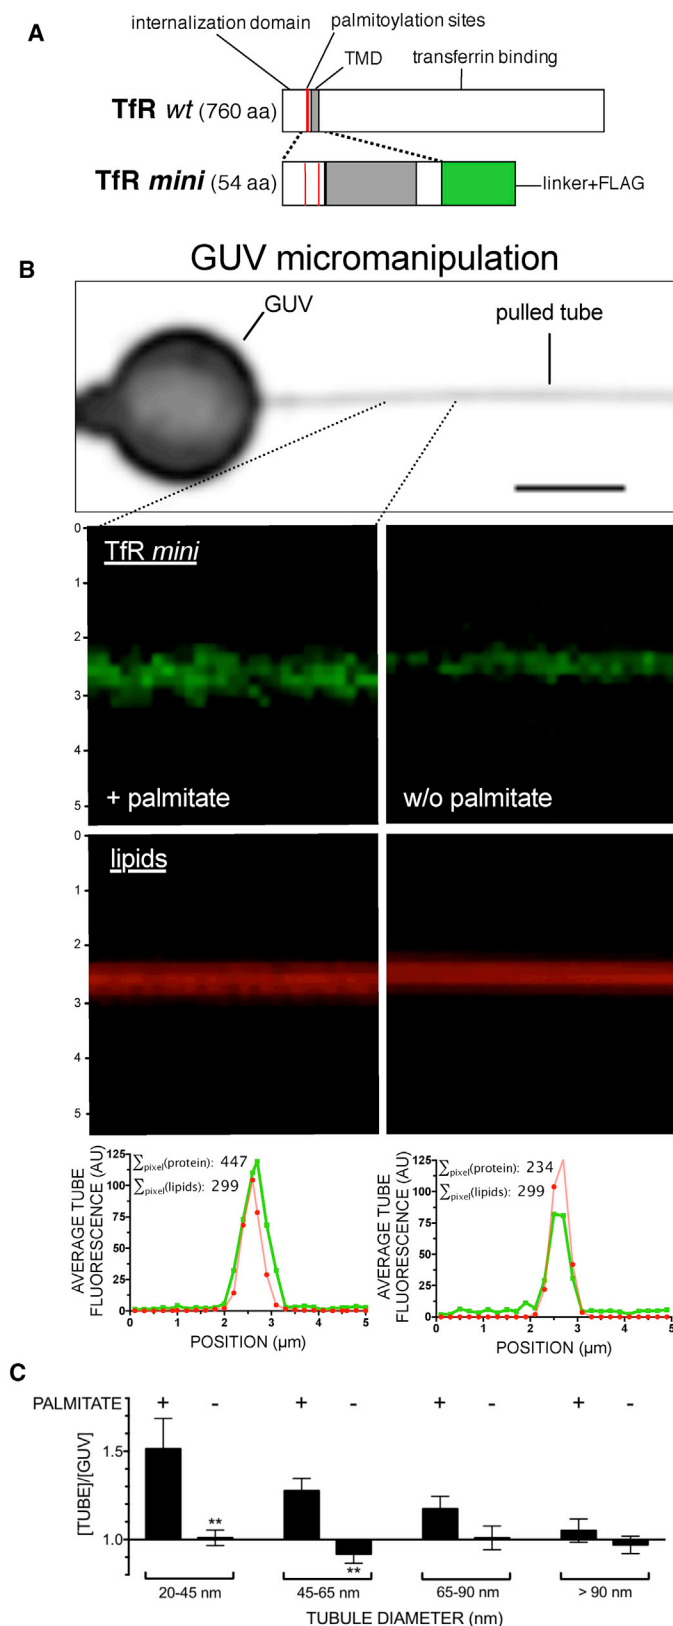 A
internalization domain
palmitoylation sites
TMD
transferrin binding
TfR wt (760 aa)
TfR mini (54 aa)
linker+FLAG
B
GUV micromanipulation
GUV
pulled tube
0
1
2
3
4
5
TfR mini
+ palmitate
w/o palmitate
0
1
2
3
4
5
lipids
AVERAGE TUBE
FLUORESCENCE (AU)
125
100
75
50
25
0
∑pixel(protein): 447
∑pixel(lipids): 299
0 1 2 3 4 5
POSITION (µm)
AVERAGE TUBE
FLUORESCENCE (AU)
125
100
75
50
25
0
∑pixel(protein): 234
∑pixel(lipids): 299
0 1 2 3 4 5
POSITION (µm)
C
PALMITATE + - + - + - + -
[TUBE]/[GUV]
1.5
1.0
**
**
20-45 nm 45-65 nm 65-90 nm > 90 nm
TUBULE DIAMETER (nm)